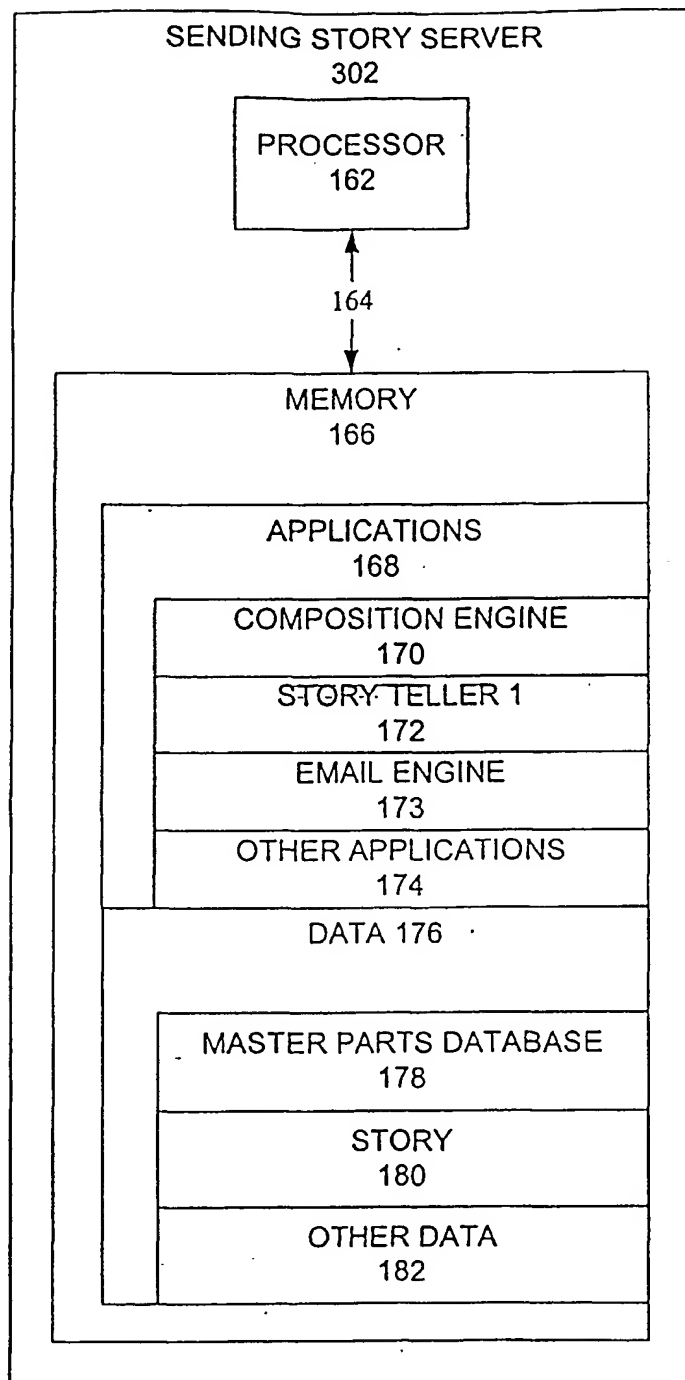 SENDING STORY SERVER
302
PROCESSOR
162
164
MEMORY
166
APPLICATIONS
168
COMPOSITION ENGINE
170
STORY TELLER 1
172
EMAIL ENGINE
173
OTHER APPLICATIONS
174
DATA 176
MASTER PARTS DATABASE
178
STORY
180
OTHER DATA
182